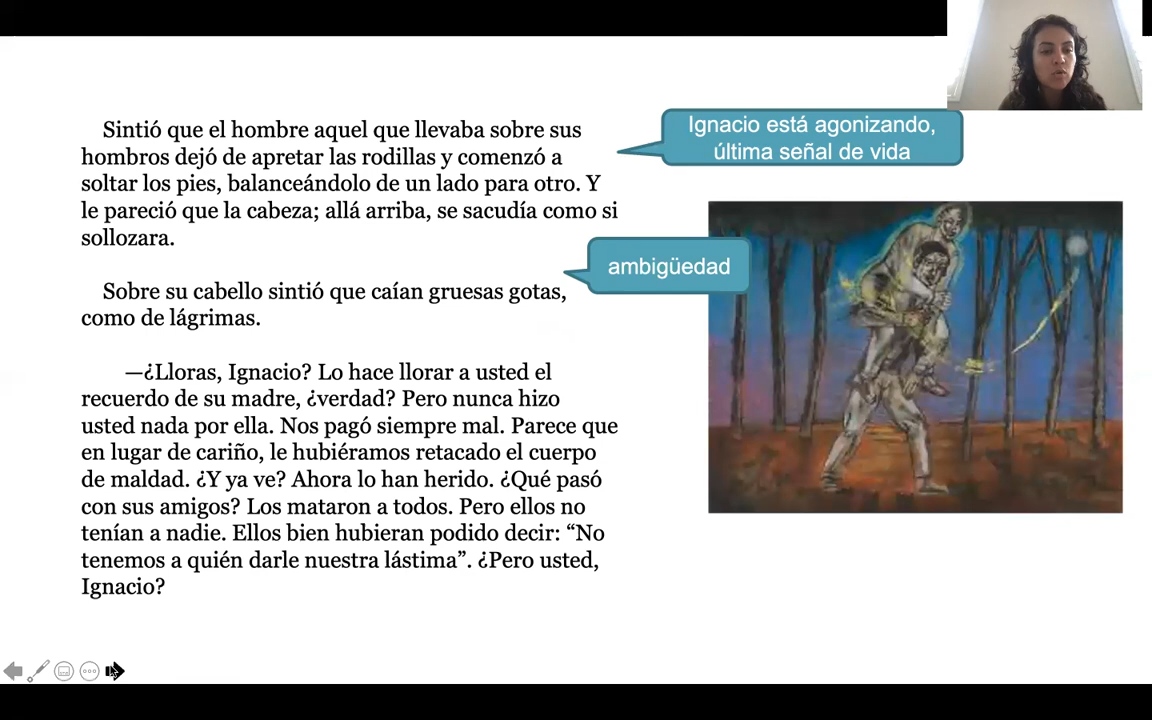 Sintió que el hombre aquel que llevaba sobre sus
hombros dejó de apretar las rodillas y comenzó a
soltar los pies, balanceándolo de un lado para otro. Y
le pareció que la cabeza; allá arriba, se sacudía como si
sollozara.
Sobre su cabello sintió que caían gruesas gotas,
como de lágrimas.
—¿Lloras, Ignacio? Lo hace llorar a usted el
recuerdo de su madre, ¿verdad? Pero nunca hizo
usted nada por ella. Nos pagó siempre mal. Parece que
en lugar de cariño, le hubiéramos retacado el cuerpo
de maldad. ¿Y ya ve? Ahora lo han herido. ¿Qué pasó
con sus amigos? Los mataron a todos. Pero ellos no
tenían a nadie. Ellos bien hubieran podido decir: “No
tenemos a quién darle nuestra lástima”. ¿Pero usted,
Ignacio?
Ignacio está agonizando,
última señal de vida
ambigüedad